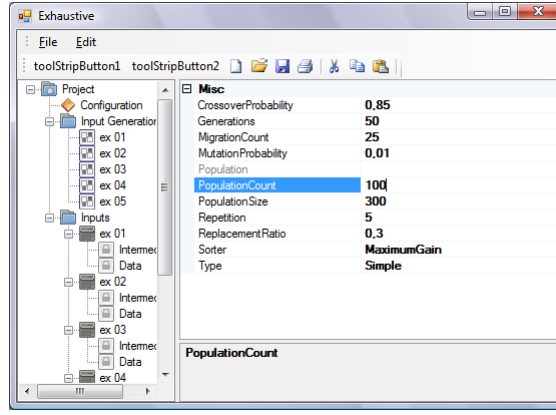 Exhaustive
File Edit
toolStripButton1 toolStripButton2
Project
Configuration
Input Generation
ex 01
ex 02
ex 03
ex 04
ex 05
Inputs
ex 01
Intermed
Data
ex 02
Intermed
Data
ex 03
Intermed
Data
ex 04
Misc
CrossoverProbability 0,85
Generations 50
MigrationCount 25
MutationProbability 0,01
Population
PopulationCount 100
PopulationSize 300
Repetition 5
ReplacementRatio 0,3
Sorter MaximumGain
Type Simple
PopulationCount